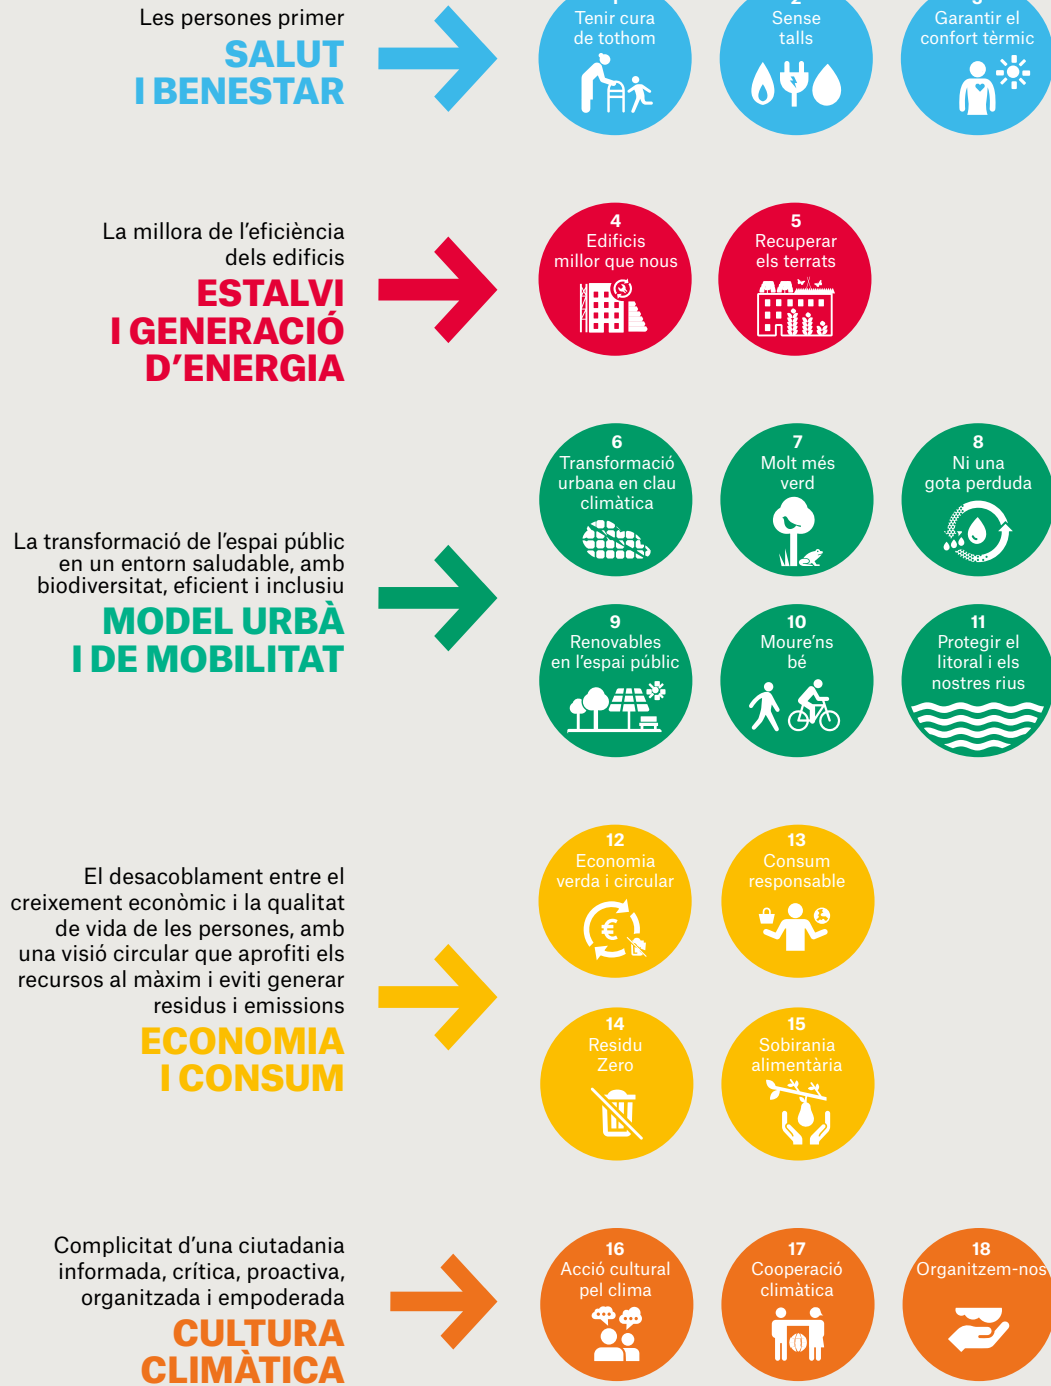 Les persones primer
SALUT
I BENESTAR
1
Tenir cura
de tothom
2
Sense
talls
3
Garantir el
confort tèrmic
La millora de l’eficiència
dels edificis
ESTALVI
I GENERACIÓ
D’ENERGIA
4
Edificis
millor que nous
5
Recuperar
els terrats
La transformació de l’espai públic
en un entorn saludable, amb
biodiversitat, eficient i inclusiu
MODEL URBÀ
I DE MOBILITAT
6
Transformació
urbana en clau
climàtica
7
Molt més
verd
8
Ni una
gota perduda
9
Renovables
en l’espai públic
10
Moure’ns
bé
11
Protegir el
litoral i els
nostres rius
El desacoblament entre el
creixement econòmic i la qualitat
de vida de les persones, amb
una visió circular que aprofiti els
recursos al màxim i eviti generar
residus i emissions
ECONOMIA
I CONSUM
12
Economia
verda i circular
€
13
Consum
responsable
14
Residu
Zero
15
Sobirania
alimentària
Complicitat d’una ciutadania
informada, crítica, proactiva,
organitzada i empoderada
CULTURA
CLIMÀTICA
16
Acció cultural
pel clima
17
Cooperació
climàtica
18
Organitzem-nos